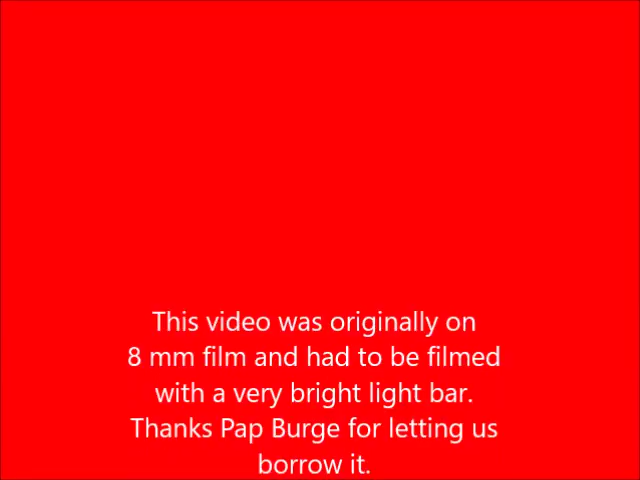 This video was originally on
8 mm film and had to be filmed
with a very bright light bar.
Thanks Pap Burge for letting us
borrow it.